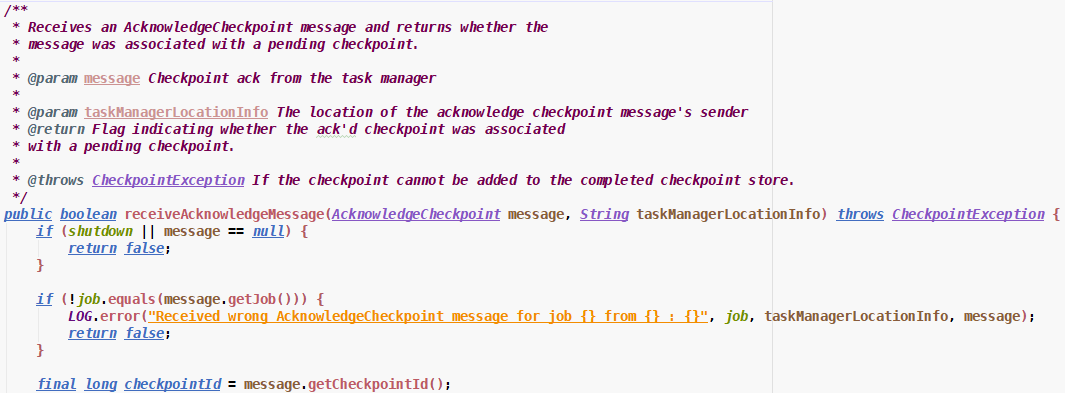 /**
 * Receives an AcknowledgeCheckpoint message and returns whether the
 * message was associated with a pending checkpoint.
 *
 * @param message Checkpoint ack from the task manager
 *
 * @param taskManagerLocationInfo The location of the acknowledge checkpoint message's sender
 * @return Flag indicating whether the ack'd checkpoint was associated
 * with a pending checkpoint.
 *
 * @throws CheckpointException If the checkpoint cannot be added to the completed checkpoint store.
 */
public boolean receiveAcknowledgeMessage(AcknowledgeCheckpoint message, String taskManagerLocationInfo) throws CheckpointException {
    if (shutdown || message == null) {
        return false;
    }

    if (!job.equals(message.getJob())) {
        LOG.error("Received wrong AcknowledgeCheckpoint message for job {} from {} : {}", job, taskManagerLocationInfo, message);
        return false;
    }

    final long checkpointId = message.getCheckpointId();